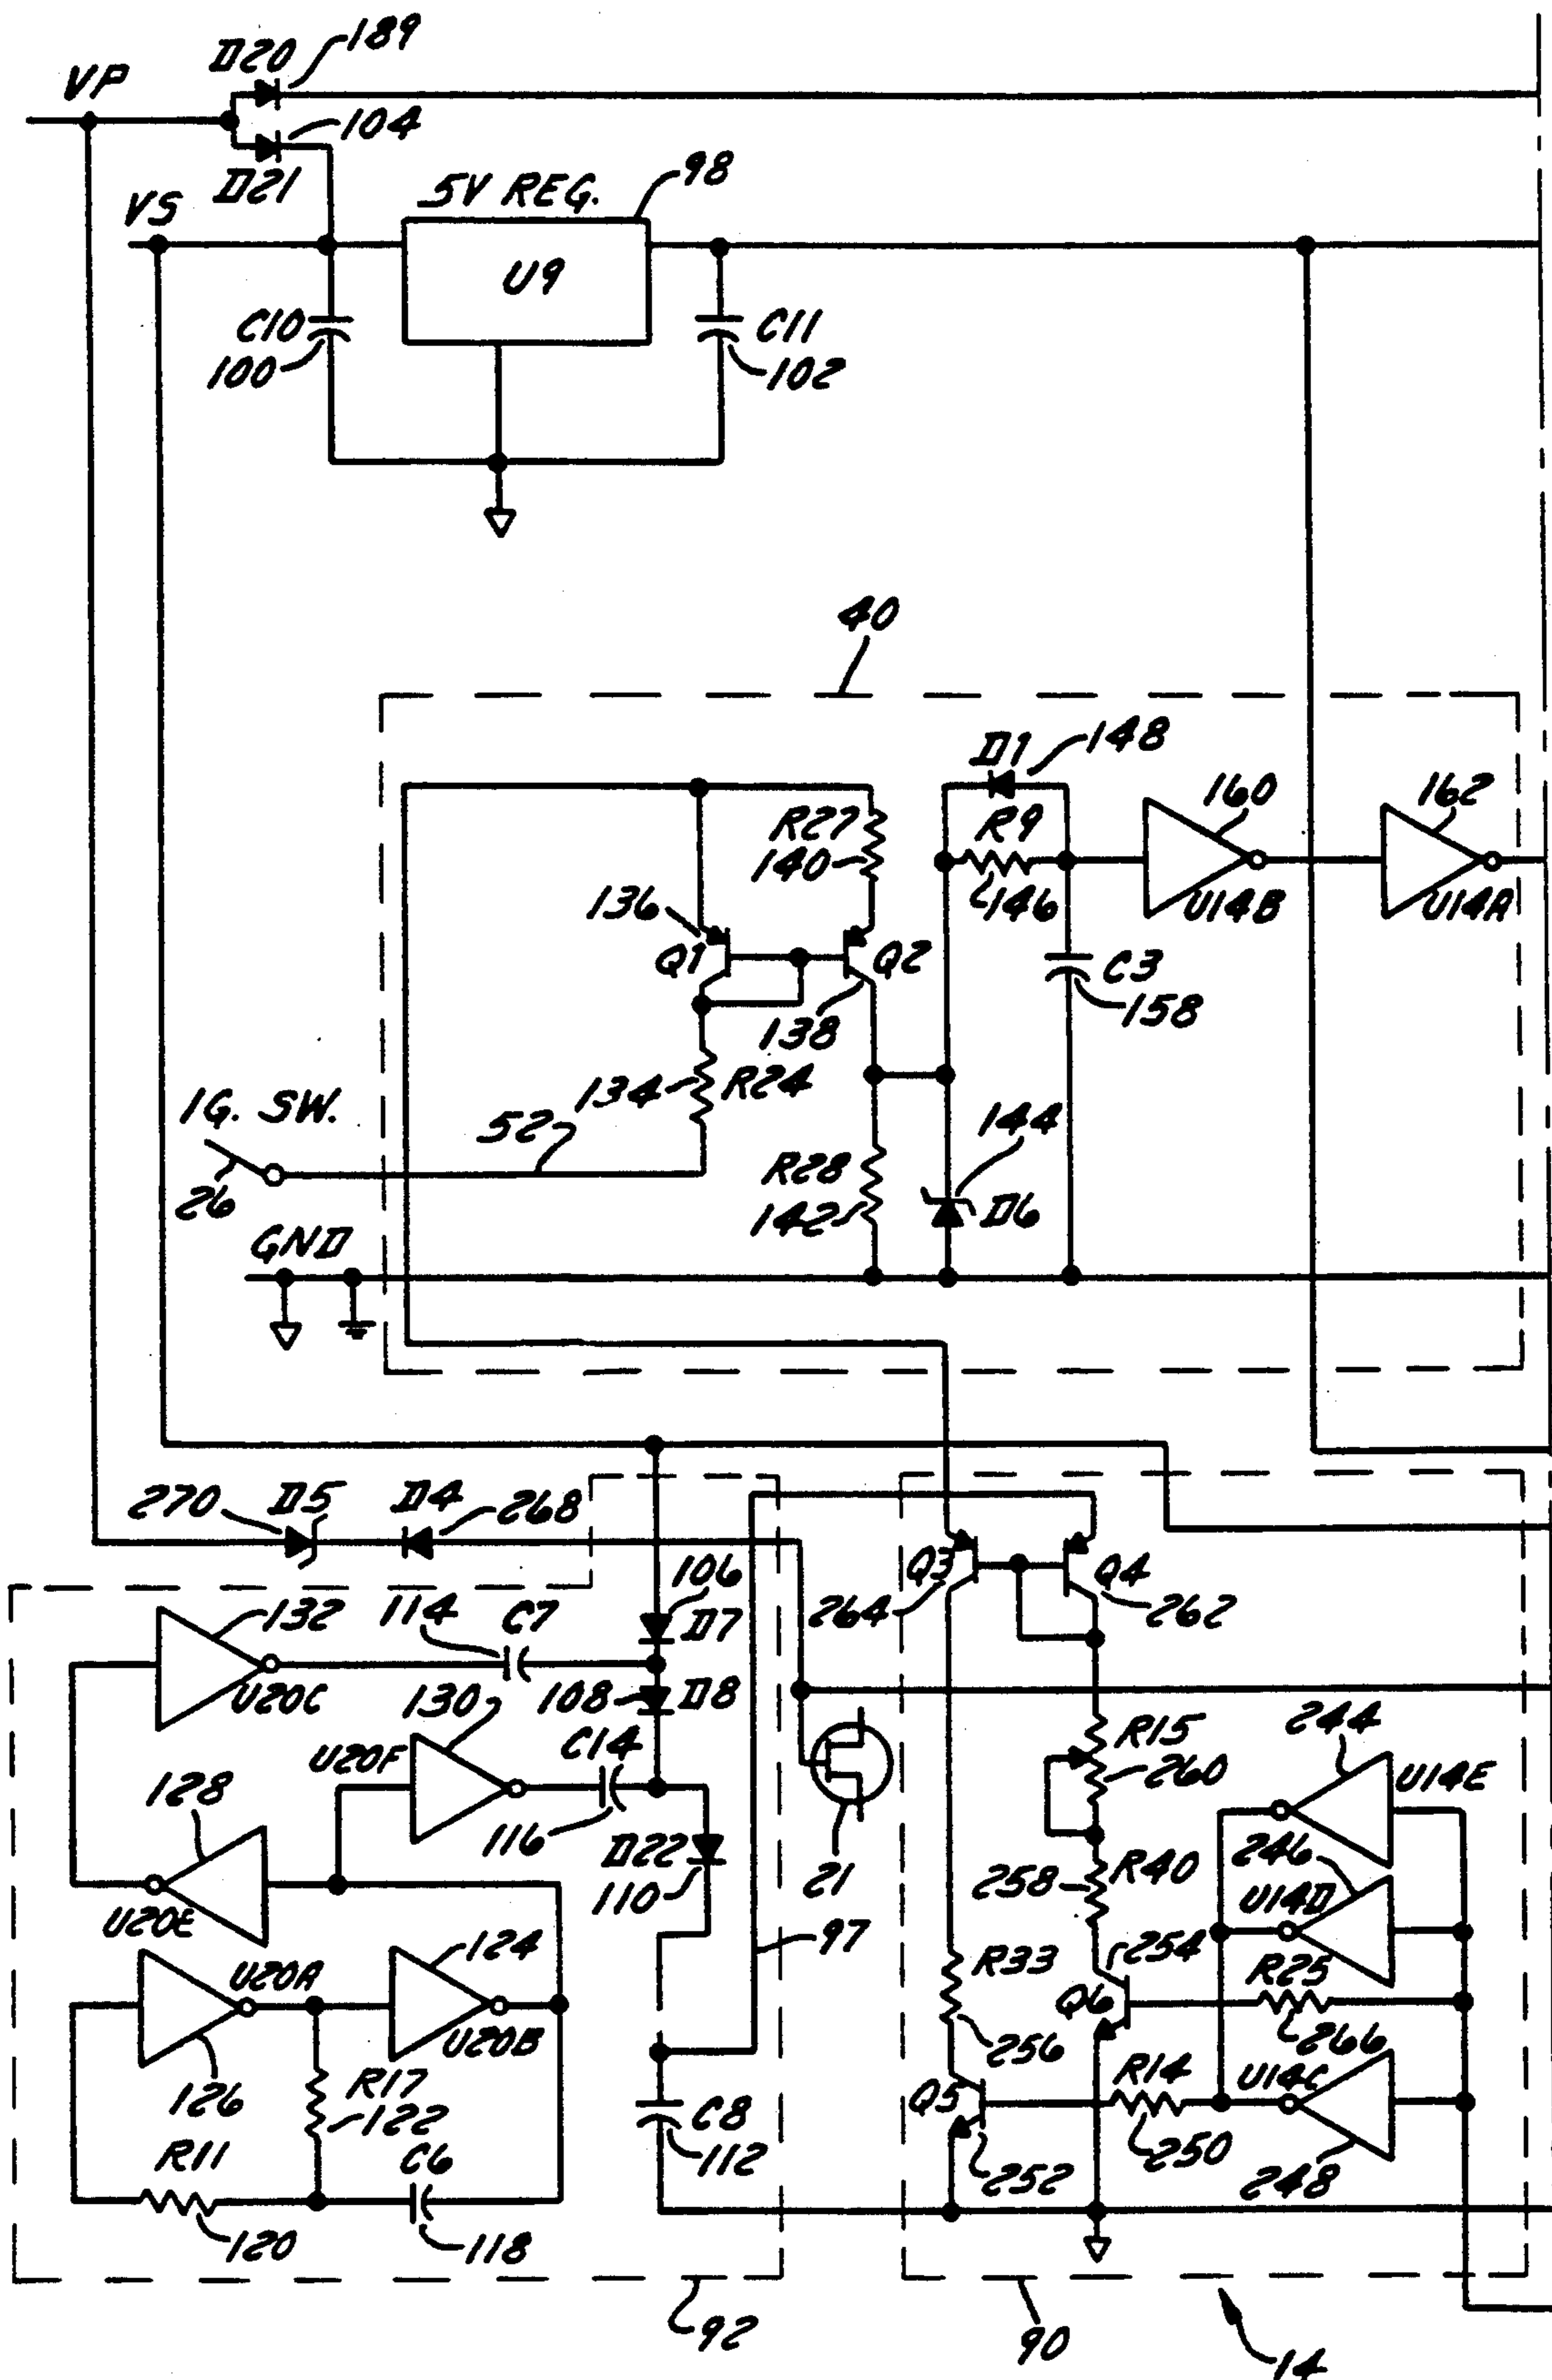 D20
189
VP
104
D21
VS
5V REG.
98
U9
C10
100
C11
102
40
D1
148
R27
140
R9
146
160
U14B
162
U14A
136
Q1
Q2
138
C3
158
134
R24
IG. SW.
52
26
R28
142
144
D6
GND
270
D5
D4
268
106
D7
Q3
264
Q4
262
132
114
C7
U20C
130
108
D8
U20F
C14
116
128
U20E
D22
110
21
R15
260
244
U14E
246
U14D
258
R40
97
254
R25
266
Q6
R33
256
124
U20A
U20B
126
R17
122
R11
120
C6
118
C8
112
Q5
252
R14
250
U14C
248
92
90
14